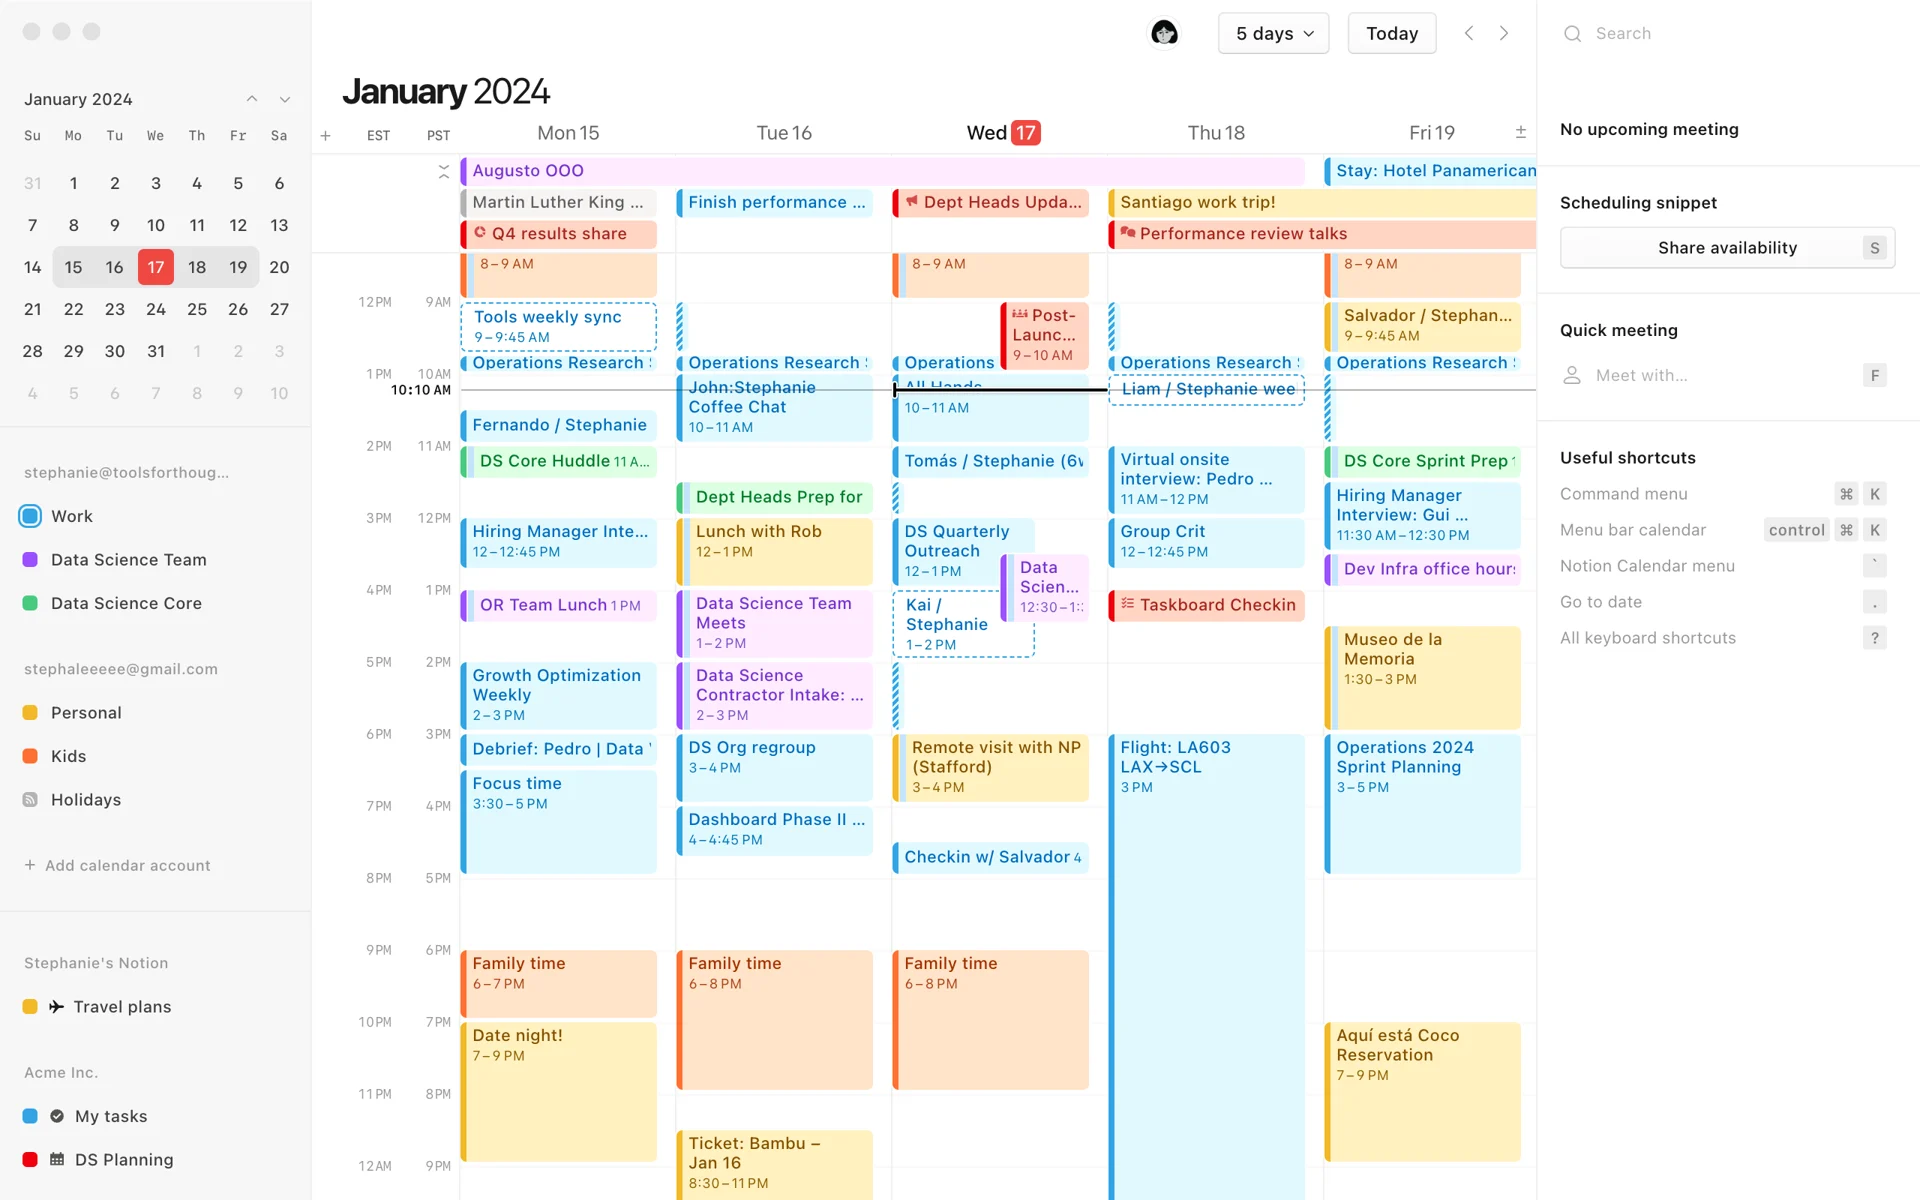 January 2024
Su Mo Tu We Th Fr Sa
31 1 2 3 4 5 6
7 8 9 10 11 12 13
14 15 16 17 18 19 20
21 22 23 24 25 26 27
28 29 30 31 1 2 3
4 5 6 7 8 9 10
stephanie@toolsforthoug...
Work
Data Science Team
Data Science Core
stephaleeeee@gmail.com
Personal
Kids
Holidays
+ Add calendar account
Stephanie's Notion
Travel plans
Acme Inc.
My tasks
DS Planning
5 days
Today
January 2024
+ EST PST Mon 15 Tue 16 Wed 17 Thu 18 Fri 19
Augusto OOO
Stay: Hotel Panamerican
Martin Luther King ...
Finish performance ...
Dept Heads Upda...
Santiago work trip!
Q4 results share
Performance review talks
12 PM 9 AM
1 PM 10 AM
10:10 AM
2 PM 11 AM
3 PM 12 PM
4 PM 1 PM
5 PM 2 PM
6 PM 3 PM
7 PM 4 PM
8 PM 5 PM
9 PM 6 PM
10 PM 7 PM
11 PM 8 PM
12 AM 9 PM
8–9 AM
Tools weekly sync
9–9:45 AM
Operations Research
Fernando / Stephanie
DS Core Huddle 11 A...
Hiring Manager Inte...
12–12:45 PM
OR Team Lunch 1 PM
Growth Optimization
Weekly
2–3 PM
Debrief: Pedro | Data
Focus time
3:30–5 PM
Family time
6–7 PM
Date night!
7–9 PM
Operations Research
John:Stephanie
Coffee Chat
10–11 AM
Dept Heads Prep for
Lunch with Rob
12–1 PM
Data Science Team
Meets
1–2 PM
Data Science
Contractor Intake: ...
2–3 PM
DS Org regroup
3–4 PM
Dashboard Phase II ...
4–4:45 PM
Family time
6–8 PM
Ticket: Bambu –
Jan 16
8:30–11 PM
8–9 AM
Post-
Launc...
9–10 AM
Operations
All Hands
10–11 AM
Tomás / Stephanie (6w
DS Quarterly
Outreach
12–1 PM
Data
Scien...
12:30–1:
Kai /
Stephanie
1–2 PM
Remote visit with NP
(Stafford)
3–4 PM
Checkin w/ Salvador 4
Family time
6–8 PM
Operations Research
Liam / Stephanie wee
Virtual onsite
interview: Pedro ...
11 AM–12 PM
Group Crit
12–12:45 PM
Taskboard Checkin
Flight: LA603
LAX→SCL
3 PM
8–9 AM
Salvador / Stephan...
9–9:45 AM
Operations Research
DS Core Sprint Prep
Hiring Manager
Interview: Gui ...
11:30 AM–12:30 PM
Dev Infra office hours
Museo de la
Memoria
1:30–3 PM
Operations 2024
Sprint Planning
3–5 PM
Aquí está Coco
Reservation
7–9 PM
Search
No upcoming meeting
Scheduling snippet
Share availability S
Quick meeting
Meet with... F
Useful shortcuts
Command menu ⌘ K
Menu bar calendar control ⌘ K
Notion Calendar menu `
Go to date .
All keyboard shortcuts ?